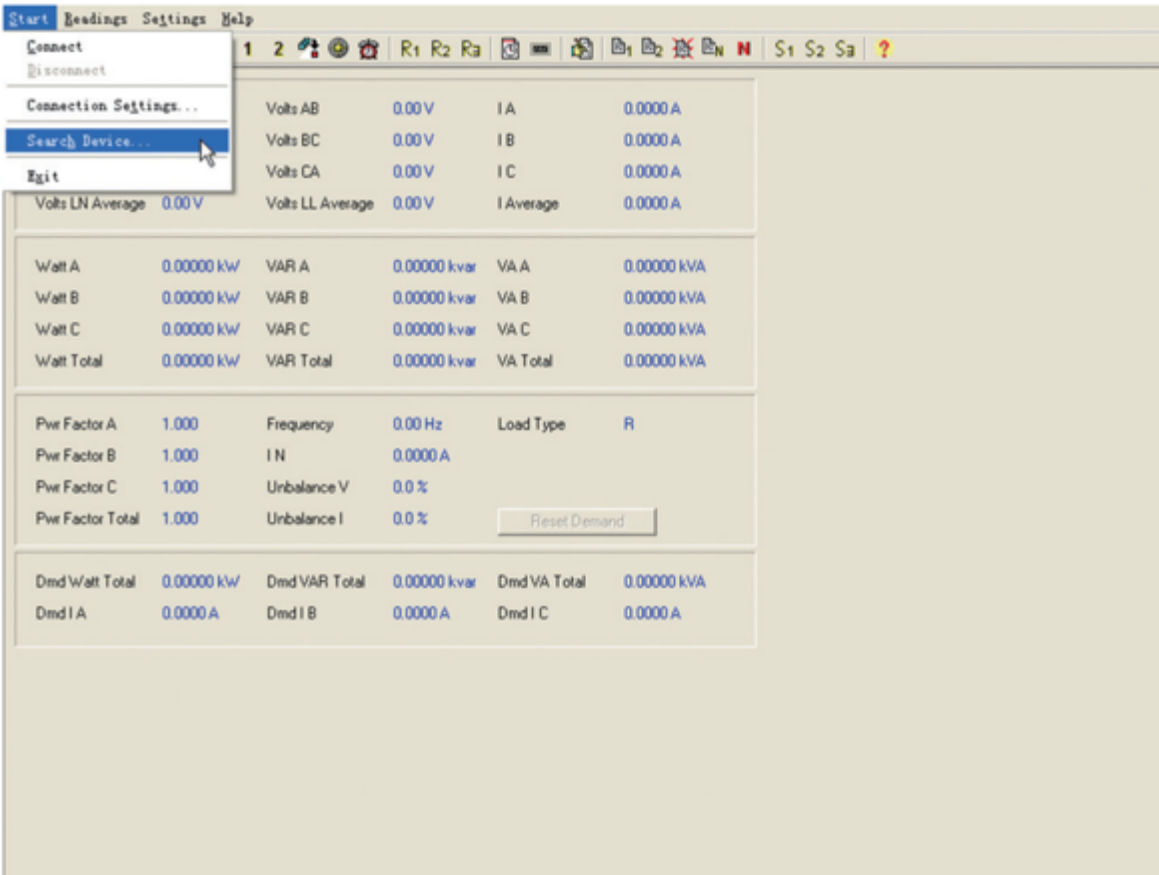 Start Readings Settings Help
Connect 1 2 R1 R2 R3 1 2 N N S1 S2 S3 ?
Disconnect
Connection Settings...
Volts AB 0.00 V I A 0.0000 A
Search Device...
Volts BC 0.00 V I B 0.0000 A
Volts CA 0.00 V I C 0.0000 A
Exit
Volts LN Average 0.00 V Volts LL Average 0.00 V I Average 0.0000 A
Watt A 0.00000 kW VAR A 0.00000 kvar VA A 0.00000 kVA
Watt B 0.00000 kW VAR B 0.00000 kvar VA B 0.00000 kVA
Watt C 0.00000 kW VAR C 0.00000 kvar VA C 0.00000 kVA
Watt Total 0.00000 kW VAR Total 0.00000 kvar VA Total 0.00000 kVA
Pwr Factor A 1.000 Frequency 0.00 Hz Load Type R
Pwr Factor B 1.000 I N 0.0000 A
Pwr Factor C 1.000 Unbalance V 0.0 %
Pwr Factor Total 1.000 Unbalance I 0.0 % Reset Demand
Dmd Watt Total 0.00000 kW Dmd VAR Total 0.00000 kvar Dmd VA Total 0.00000 kVA
Dmd I A 0.0000 A Dmd I B 0.0000 A Dmd I C 0.0000 A